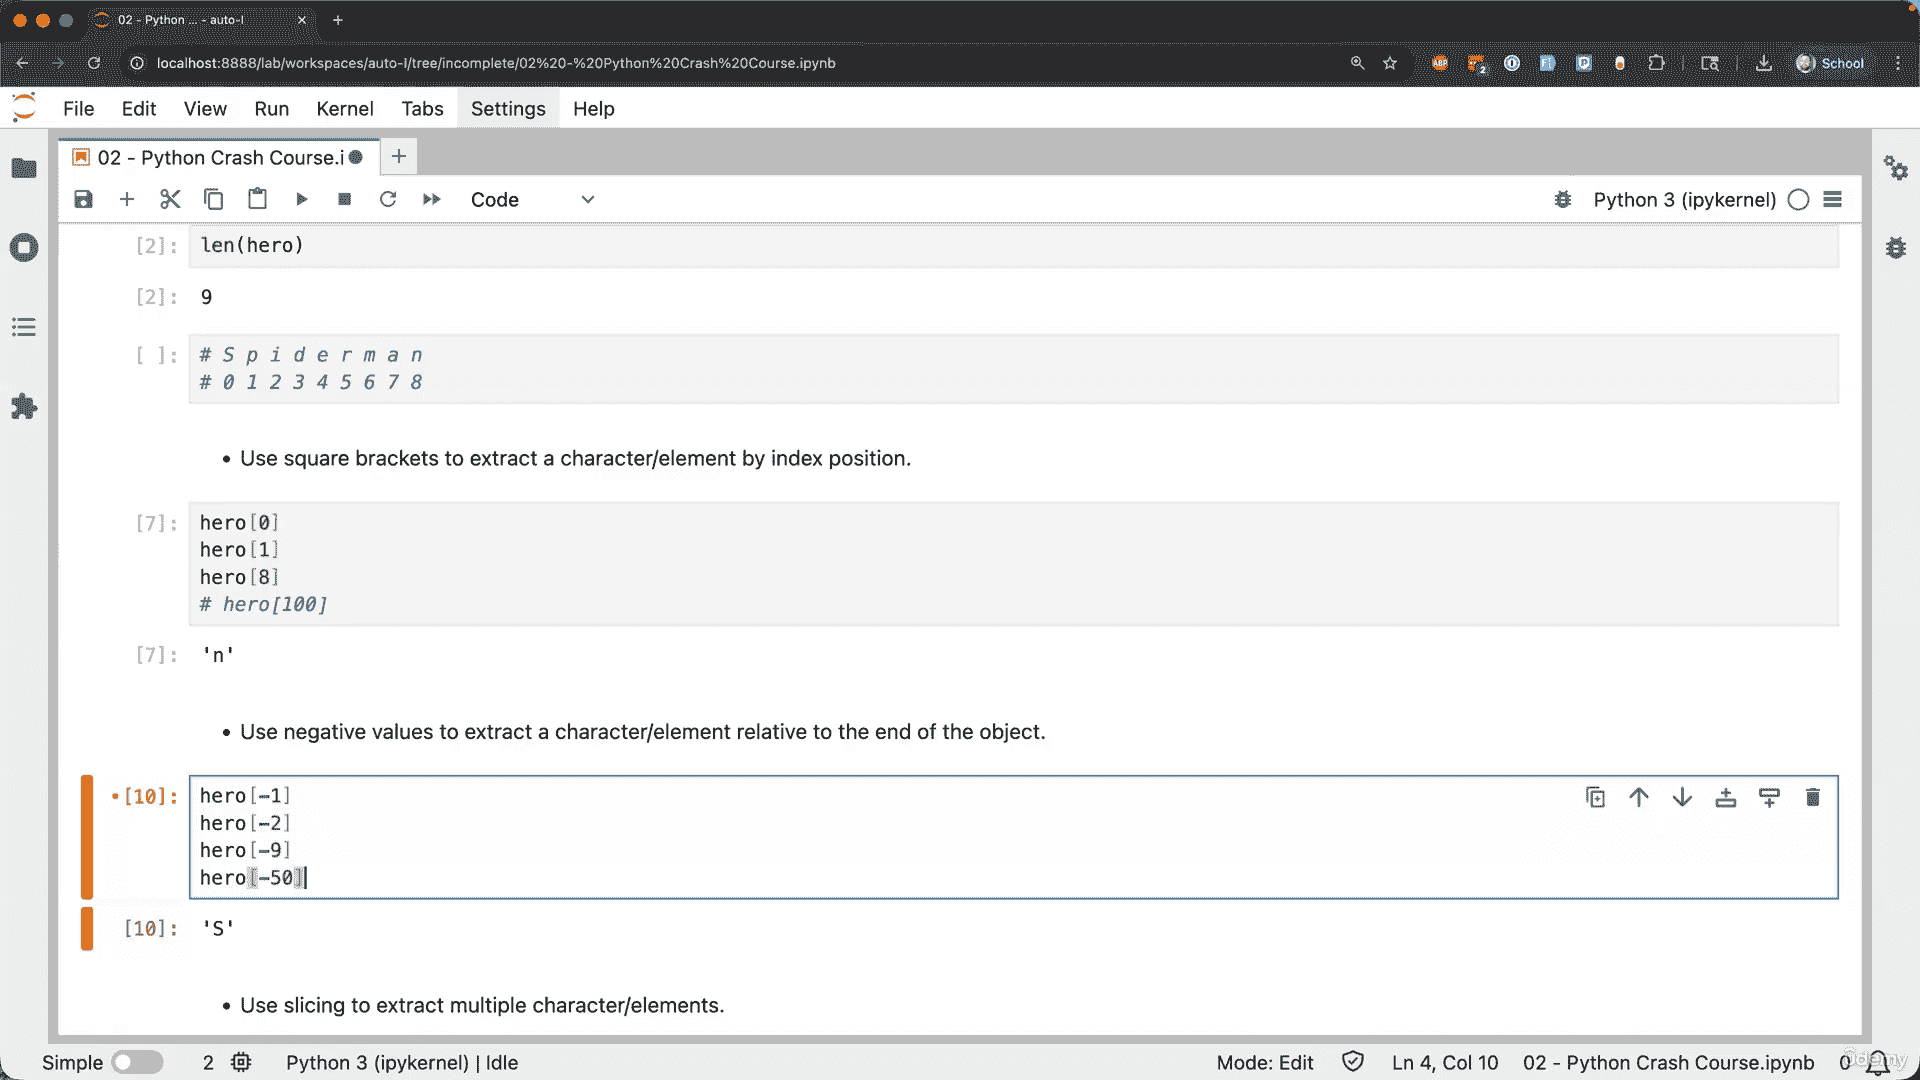 02 - Python ... - auto-I
localhost:8888/lab/workspaces/auto-I/tree/incomplete/02%20-%20Python%20Crash%20Course.ipynb
ABP
2
School
File Edit View Run Kernel Tabs Settings Help
02 - Python Crash Course.i
Code
Python 3 (ipykernel)
[2]: len(hero)
[2]: 9
[ ]: # S p i d e r m a n
# 0 1 2 3 4 5 6 7 8
• Use square brackets to extract a character/element by index position.
[7]: hero[0]
hero[1]
hero[8]
# hero[100]
[7]: 'n'
• Use negative values to extract a character/element relative to the end of the object.
•[10]: hero[-1]
hero[-2]
hero[-9]
hero[-50]
[10]: 'S'
• Use slicing to extract multiple character/elements.
Simple 2 Python 3 (ipykernel) | Idle Mode: Edit Ln 4, Col 10 02 - Python Crash Course.ipynb 0
udemy